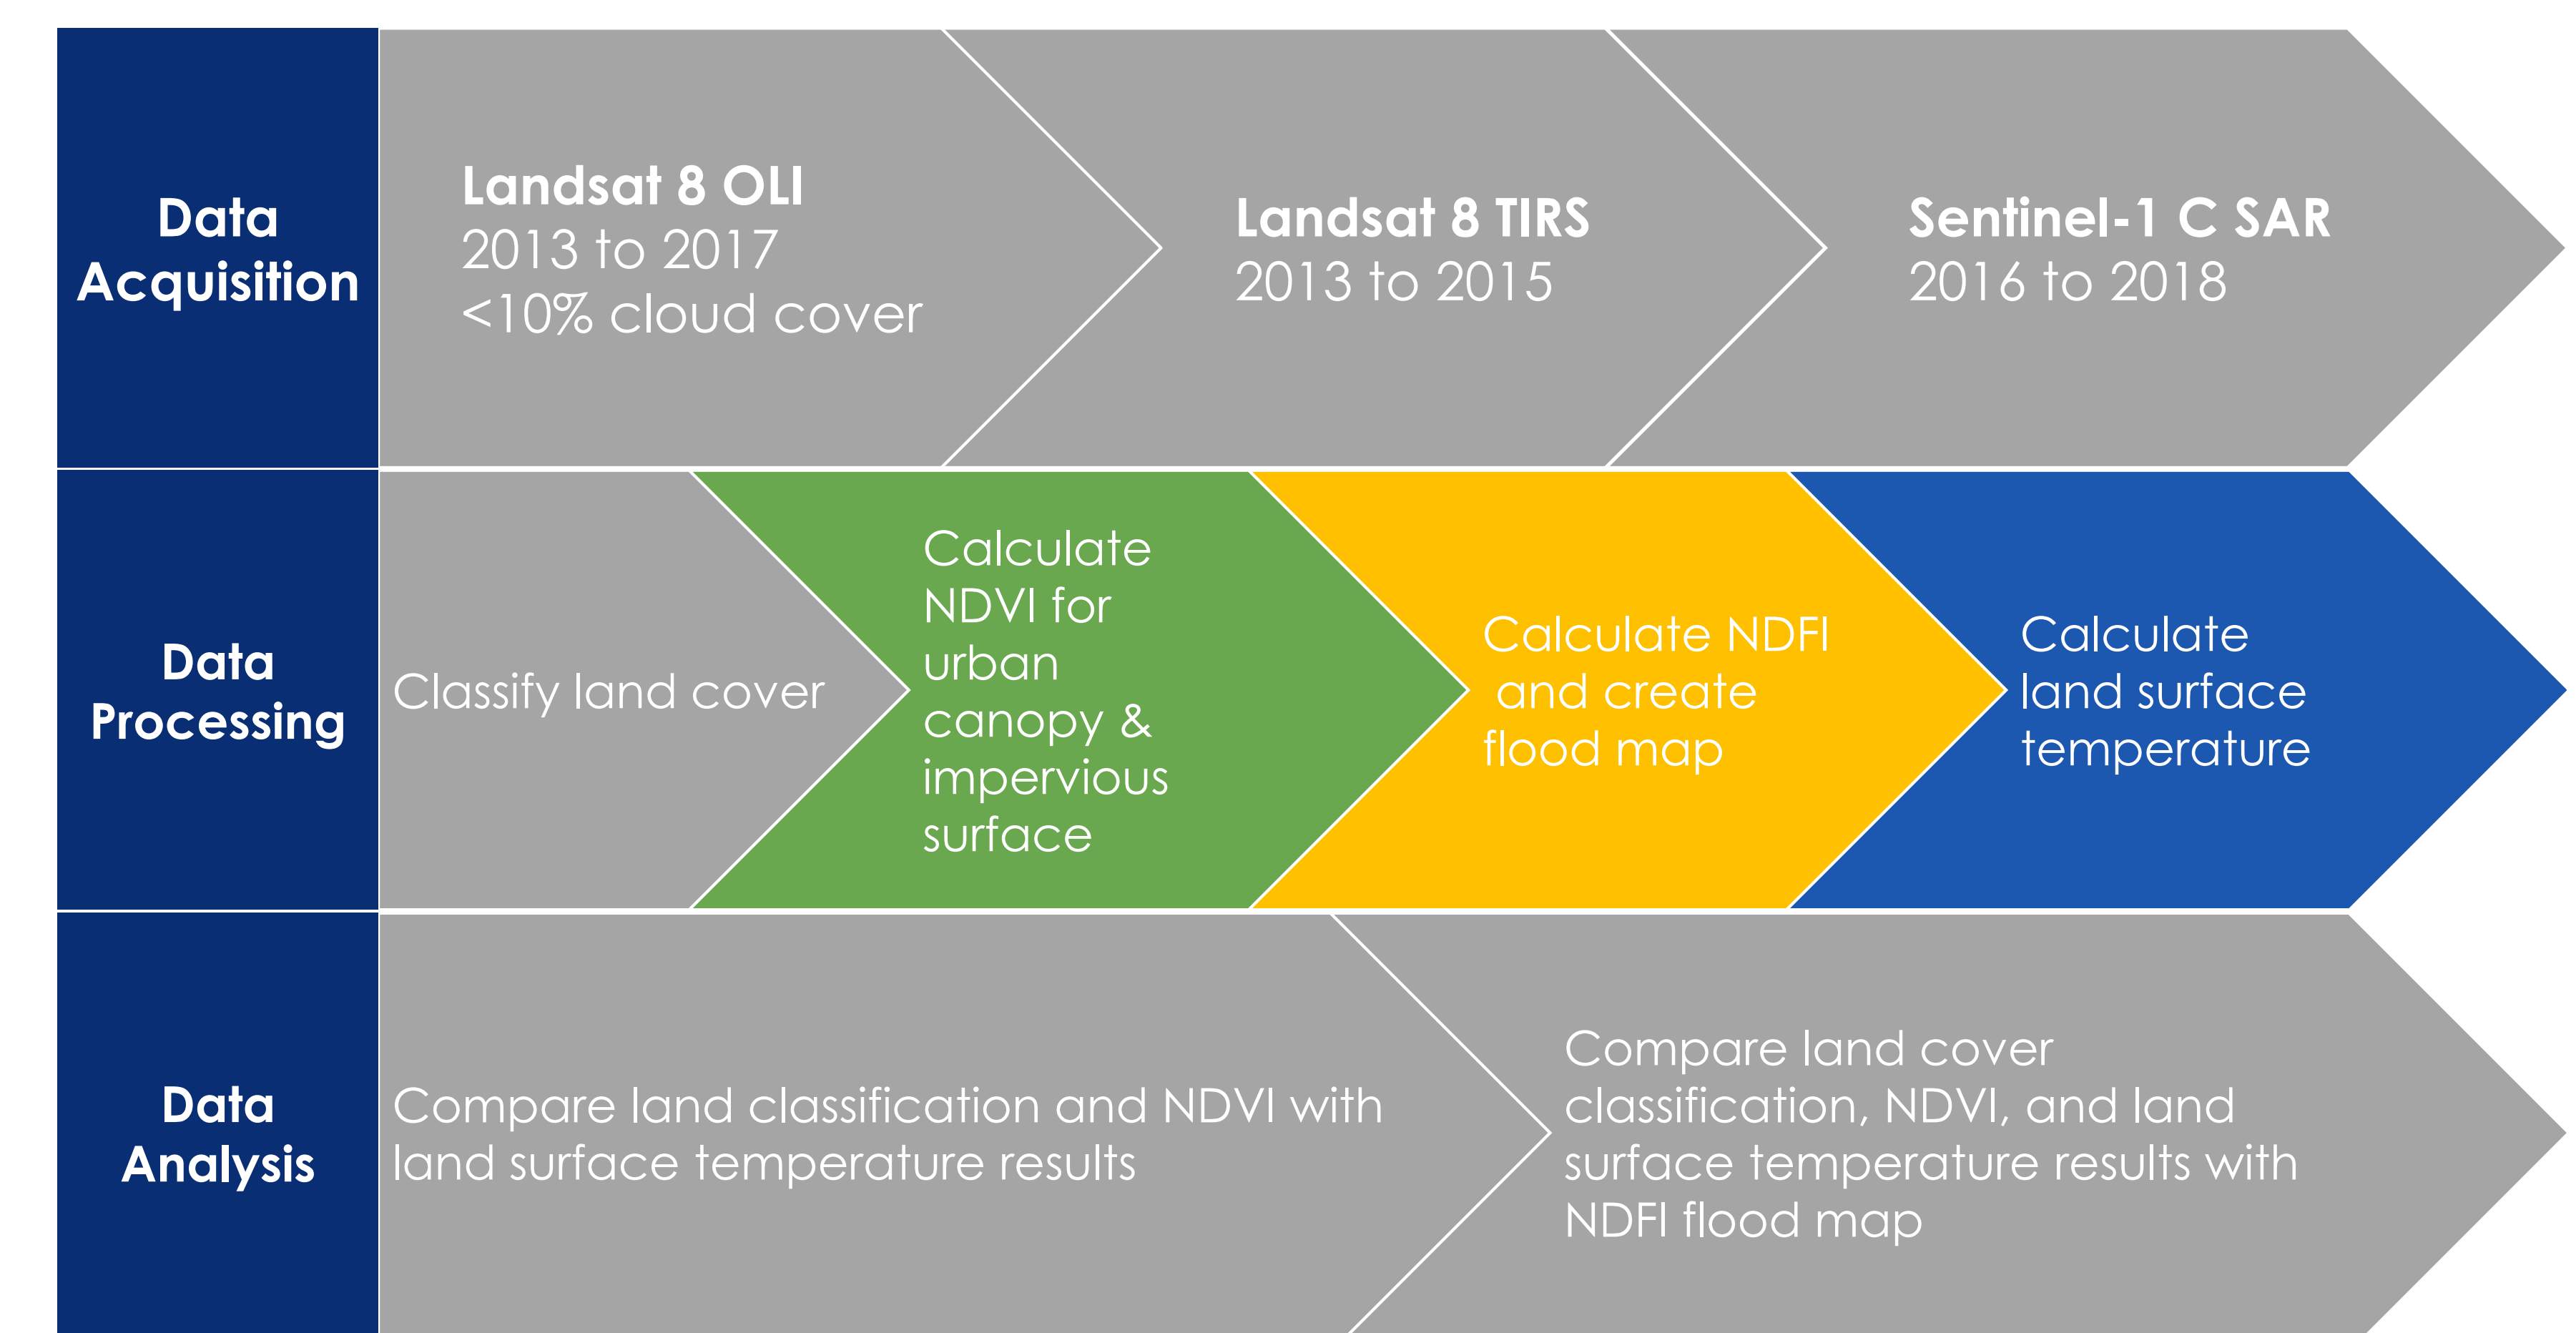 Data
Acquisition
Landsat 8 OLI
2013 to 2017
<10% cloud cover
Landsat 8 TIRS
2013 to 2015
Sentinel-1 C SAR
2016 to 2018
Data
Processing
Classify land cover
Calculate
NDVI for
urban
canopy &
impervious
surface
Calculate NDFI
and create
flood map
Calculate
land surface
temperature
Data
Analysis
Compare land classification and NDVI with
land surface temperature results
Compare land cover
classification, NDVI, and land
surface temperature results with
NDFI flood map